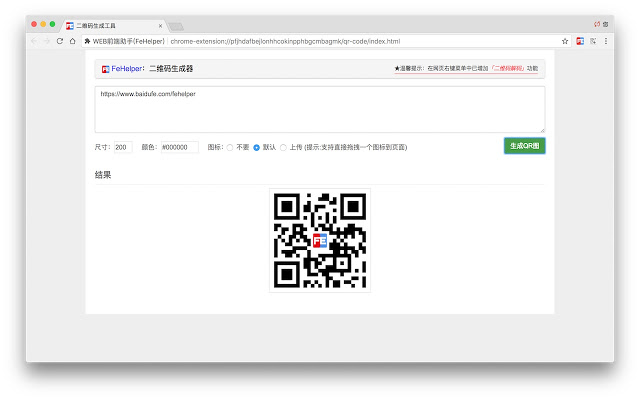 二维码生成工具
您
WEB前端助手(FeHelper) | chrome-extension://pfjhdafbejlonhhcokinpphbgcmbagmk/qr-code/index.html
FeHelper：二维码生成器
★温馨提示：在网页右键菜单中已增加「二维码解码」功能
https://www.baidufe.com/fehelper
尺寸： 200 颜色： #000000 图标： 不要 默认 上传 (提示:支持直接拖拽一个图标到页面) 生成QR图
结果
FE